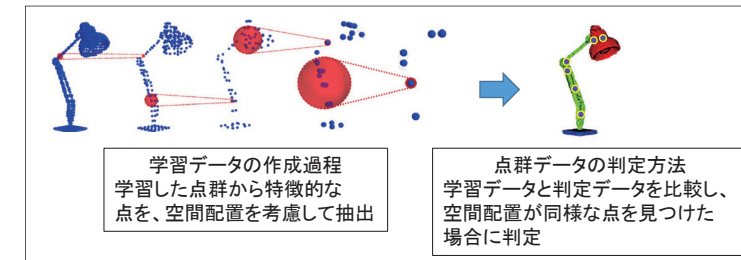 学習データの作成過程
学習した点群から特徴的な
点を、空間配置を考慮して抽出
点群データの判定方法
学習データと判定データを比較し、
空間配置が同様な点を見つけた
場合に判定